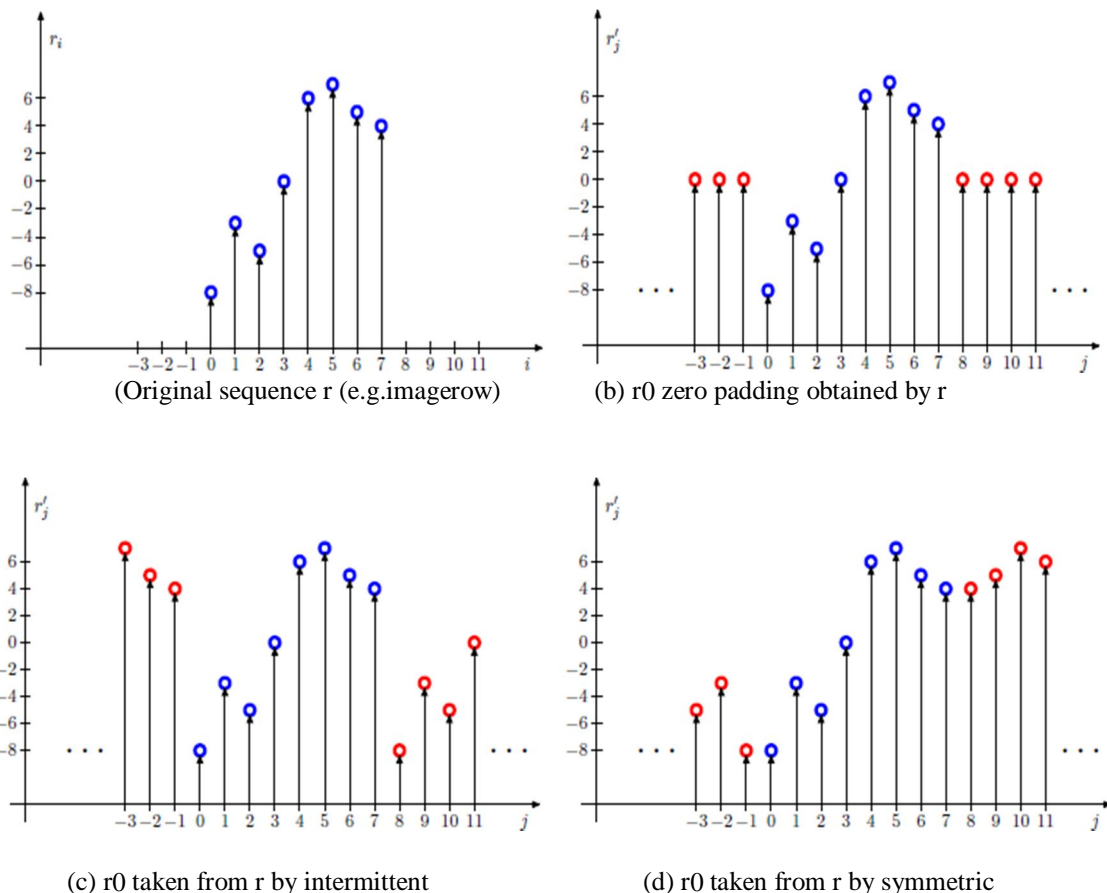 r_i
6
4
2
0
−2
−4
−6
−8
−3 −2 −1 0 1 2 3 4 5 6 7 8 9 10 11 i
(Original sequence r (e.g.imagerow)
r'_j
6
4
2
0
−2
−4
−6
−8
· · · · · ·
−3 −2 −1 0 1 2 3 4 5 6 7 8 9 10 11 j
(b) r0 zero padding obtained by r
r'_j
6
4
2
0
−2
−4
−6
−8
· · · · · ·
−3 −2 −1 0 1 2 3 4 5 6 7 8 9 10 11 j
(c) r0 taken from r by intermittent
r'_j
6
4
2
0
−2
−4
−6
−8
· · · · · ·
−3 −2 −1 0 1 2 3 4 5 6 7 8 9 10 11 j
(d) r0 taken from r by symmetric